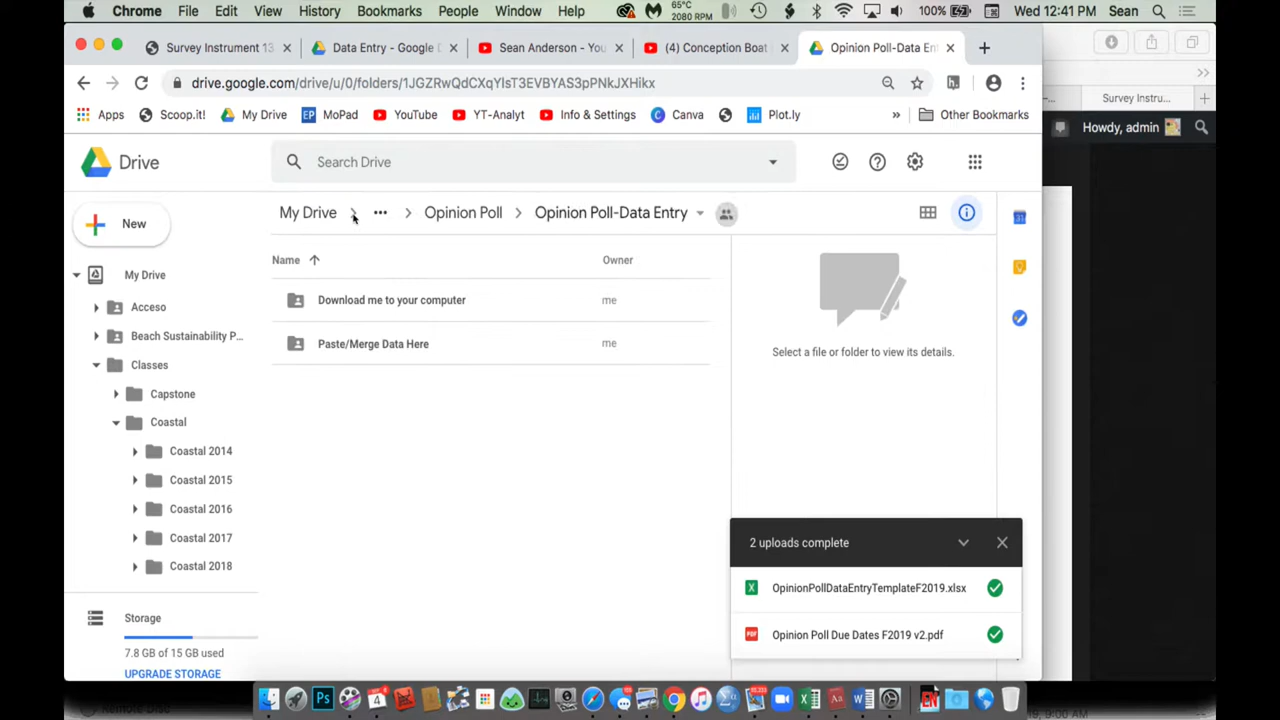 Chrome File Edit View History Bookmarks People Window Help 65°C 2080 RPM 100% Wed 12:41 PM Sean
Survey Instrument 13 Data Entry - Google D Sean Anderson - You (4) Conception Boat Opinion Poll-Data En
drive.google.com/drive/u/0/folders/1JGZRwQdCXqYlsT3EVBYAS3pPNkJXHikx
Apps Scoop.it! My Drive MoPad YouTube YT-Analyt Info & Settings Canva Plot.ly » Other Bookmarks
Survey Instru...
Howdy, admin
Drive Search Drive
New
My Drive > ••• > Opinion Poll > Opinion Poll-Data Entry
Name Owner
My Drive
Download me to your computer me
Acceso
Beach Sustainability P...
Paste/Merge Data Here me
Select a file or folder to view its details.
Classes
Capstone
Coastal
Coastal 2014
Coastal 2015
Coastal 2016
Coastal 2017
Coastal 2018
2 uploads complete
OpinionPollDataEntryTemplateF2019.xlsx
Opinion Poll Due Dates F2019 v2.pdf
Storage
7.8 GB of 15 GB used
UPGRADE STORAGE